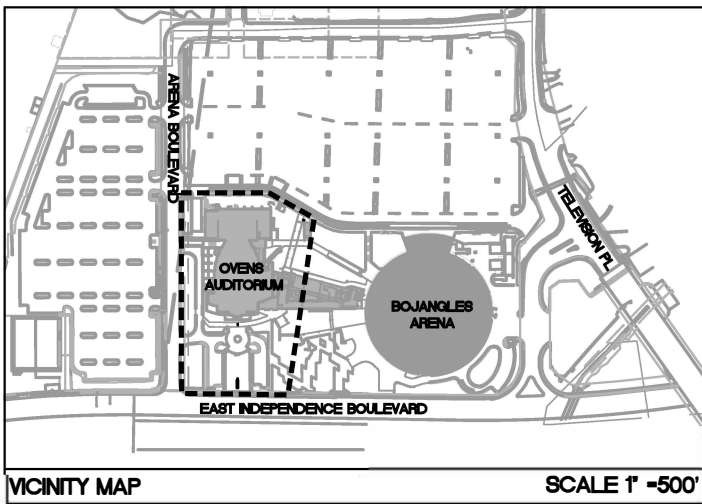 ARENA BOULEVARD
TELEVISION PL
OVENS
AUDITORIUM
BOJANGLES
ARENA
EAST INDEPENDENCE BOULEVARD
VICINITY MAP
SCALE 1" =500'